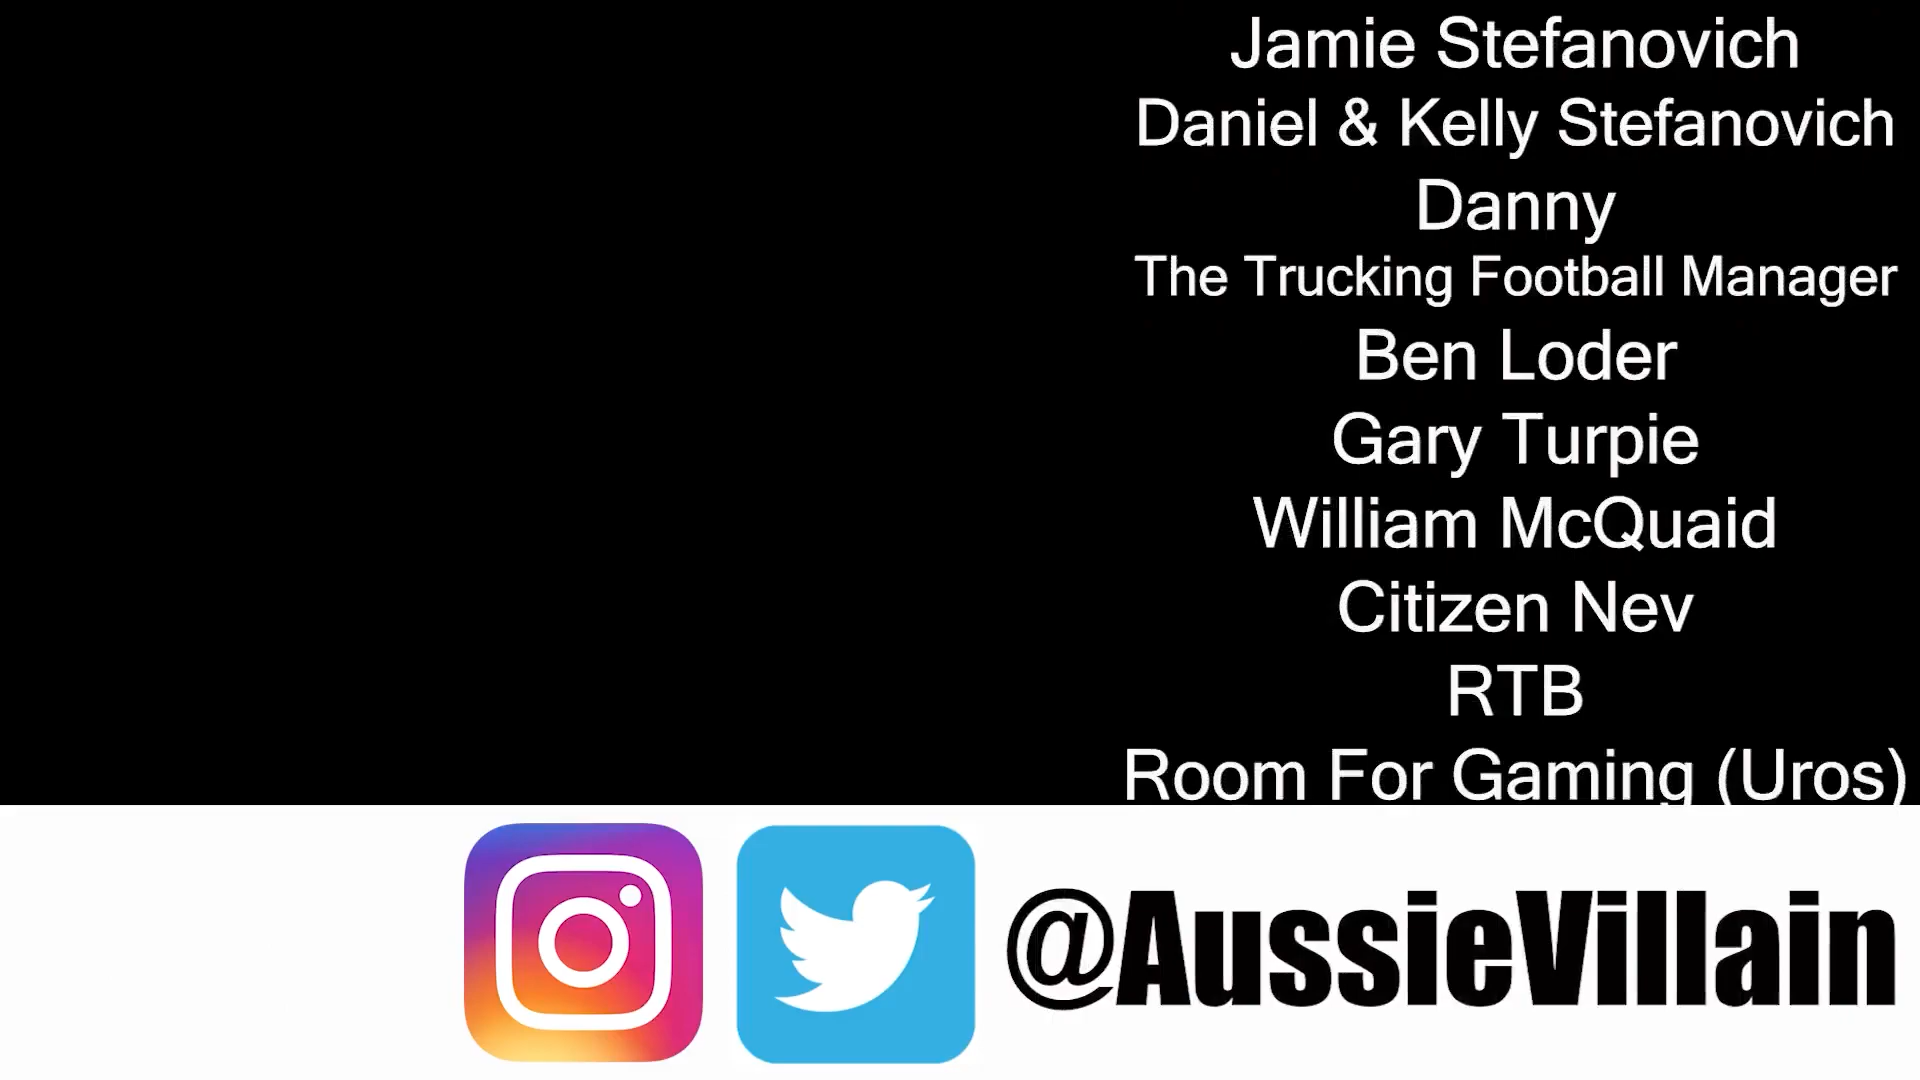 Jamie Stefanovich
Daniel & Kelly Stefanovich
Danny
The Trucking Football Manager
Ben Loder
Gary Turpie
William McQuaid
Citizen Nev
RTB
Room For Gaming (Uros)
@AussieVillain